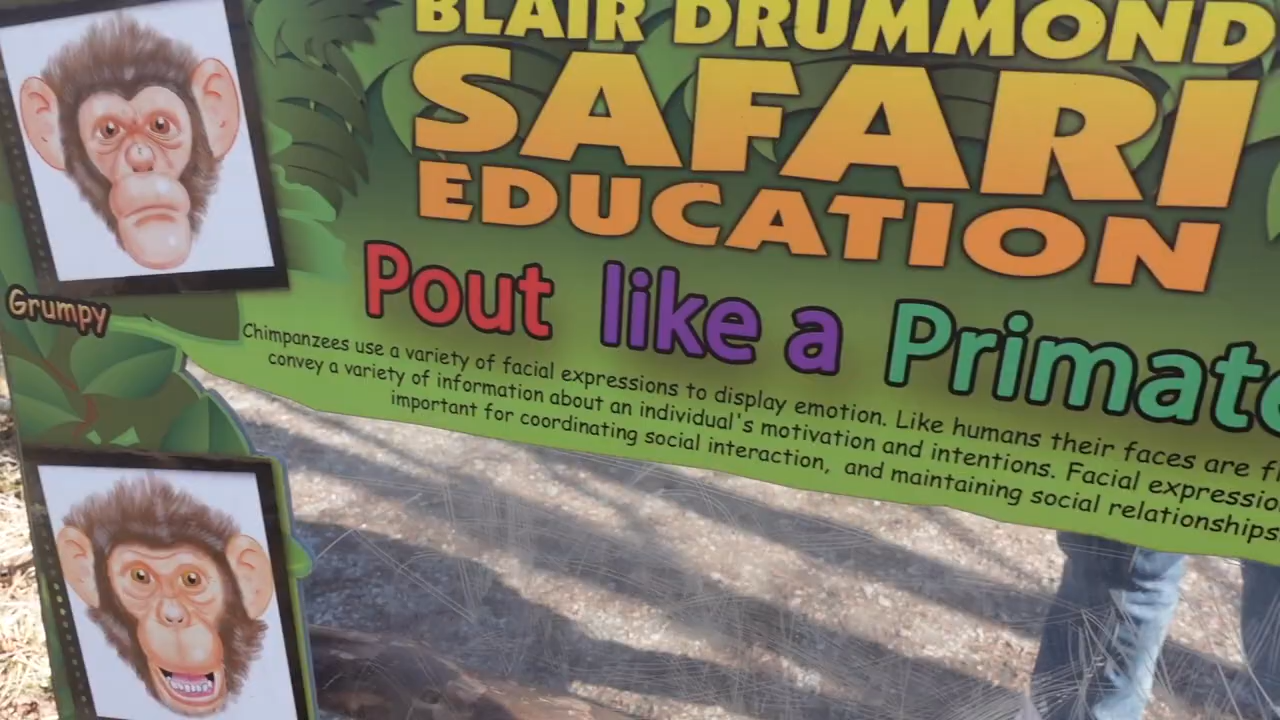 BLAIR DRUMMOND
SAFARI
EDUCATION
Pout like a Primate
Grumpy
Chimpanzees use a variety of facial expressions to display emotion. Like humans their faces are
convey a variety of information about an individual's motivation and intentions. Facial
important for coordinating social interaction, and maintaining social relationships